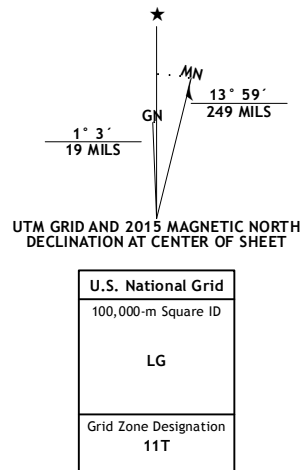 MN
13° 59´
249 MILS
GN
1° 3´
19 MILS
UTM GRID AND 2015 MAGNETIC NORTH
DECLINATION AT CENTER OF SHEET
U.S. National Grid
100,000-m Square ID
LG
Grid Zone Designation
11T